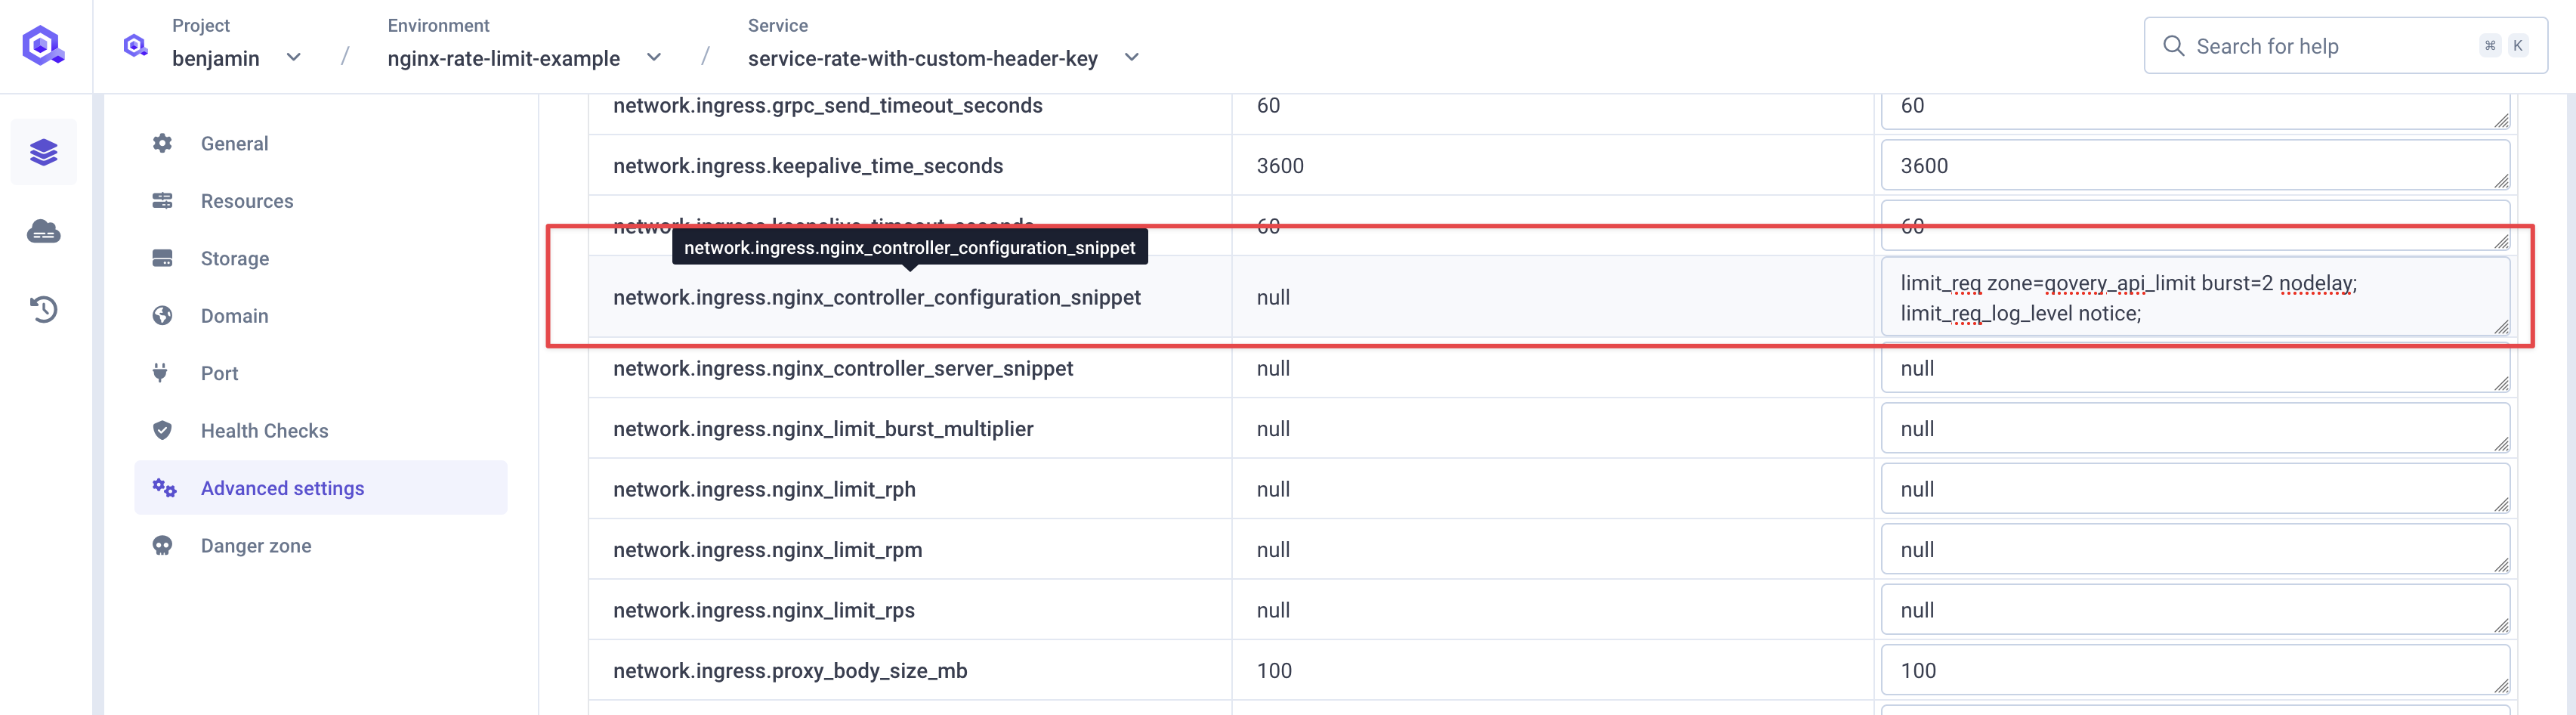 Project
benjamin
/
Environment
nginx-rate-limit-example
/
Service
service-rate-with-custom-header-key
Search for help
⌘ K
General
Resources
Storage
Domain
Port
Health Checks
Advanced settings
Danger zone
network.ingress.grpc_send_timeout_seconds 60 60
network.ingress.keepalive_time_seconds 3600 3600
network.ingress.keepalive_timeout_seconds 60 60
network.ingress.nginx_controller_configuration_snippet
network.ingress.nginx_controller_configuration_snippet null limit_req zone=qovery_api_limit burst=2 nodelay;
limit_req_log_level notice;
network.ingress.nginx_controller_server_snippet null null
network.ingress.nginx_limit_burst_multiplier null null
network.ingress.nginx_limit_rph null null
network.ingress.nginx_limit_rpm null null
network.ingress.nginx_limit_rps null null
network.ingress.proxy_body_size_mb 100 100